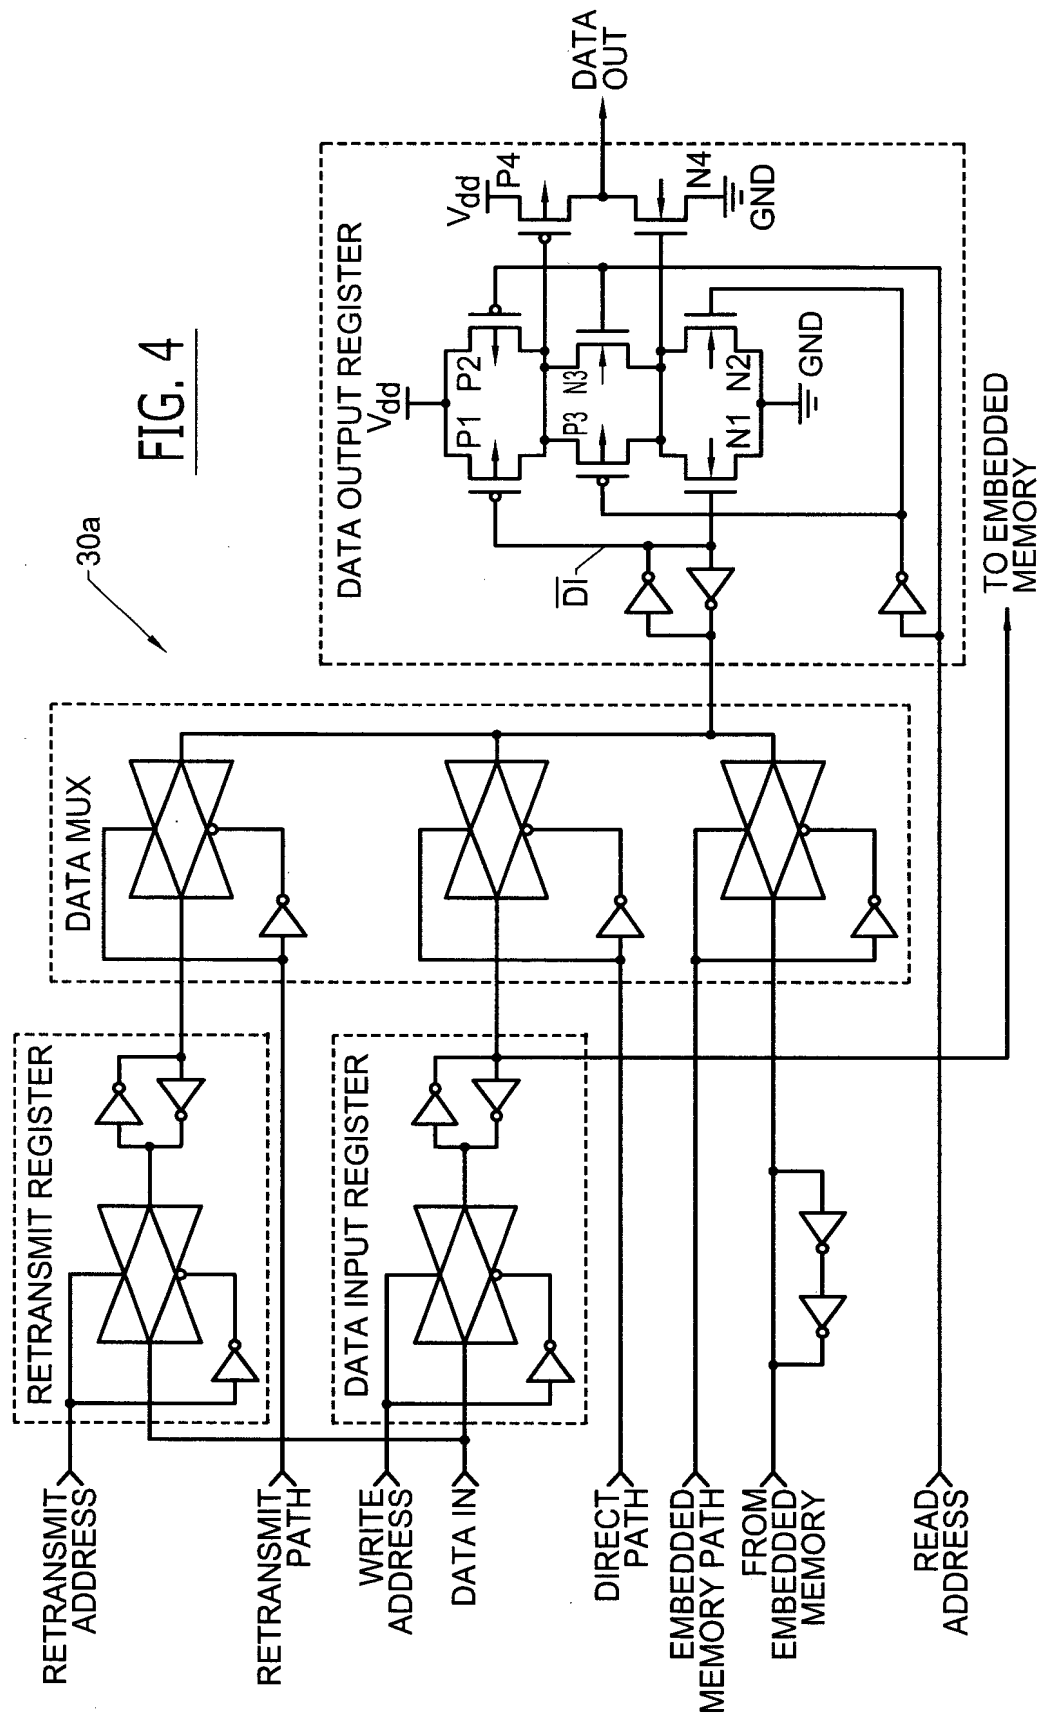 FIG. 4
30a
RETRANSMIT REGISTER
DATA INPUT REGISTER
DATA MUX
DATA OUTPUT REGISTER
RETRANSMIT
ADDRESS
RETRANSMIT
PATH
WRITE
ADDRESS
DATA IN
DIRECT
PATH
EMBEDDED
MEMORY PATH
FROM
EMBEDDED
MEMORY
READ
ADDRESS
Vdd
P1
P2
P3
N3
N1
N2
GND
Vdd
P4
N4
GND
D̅I̅
DATA
OUT
TO EMBEDDED
MEMORY